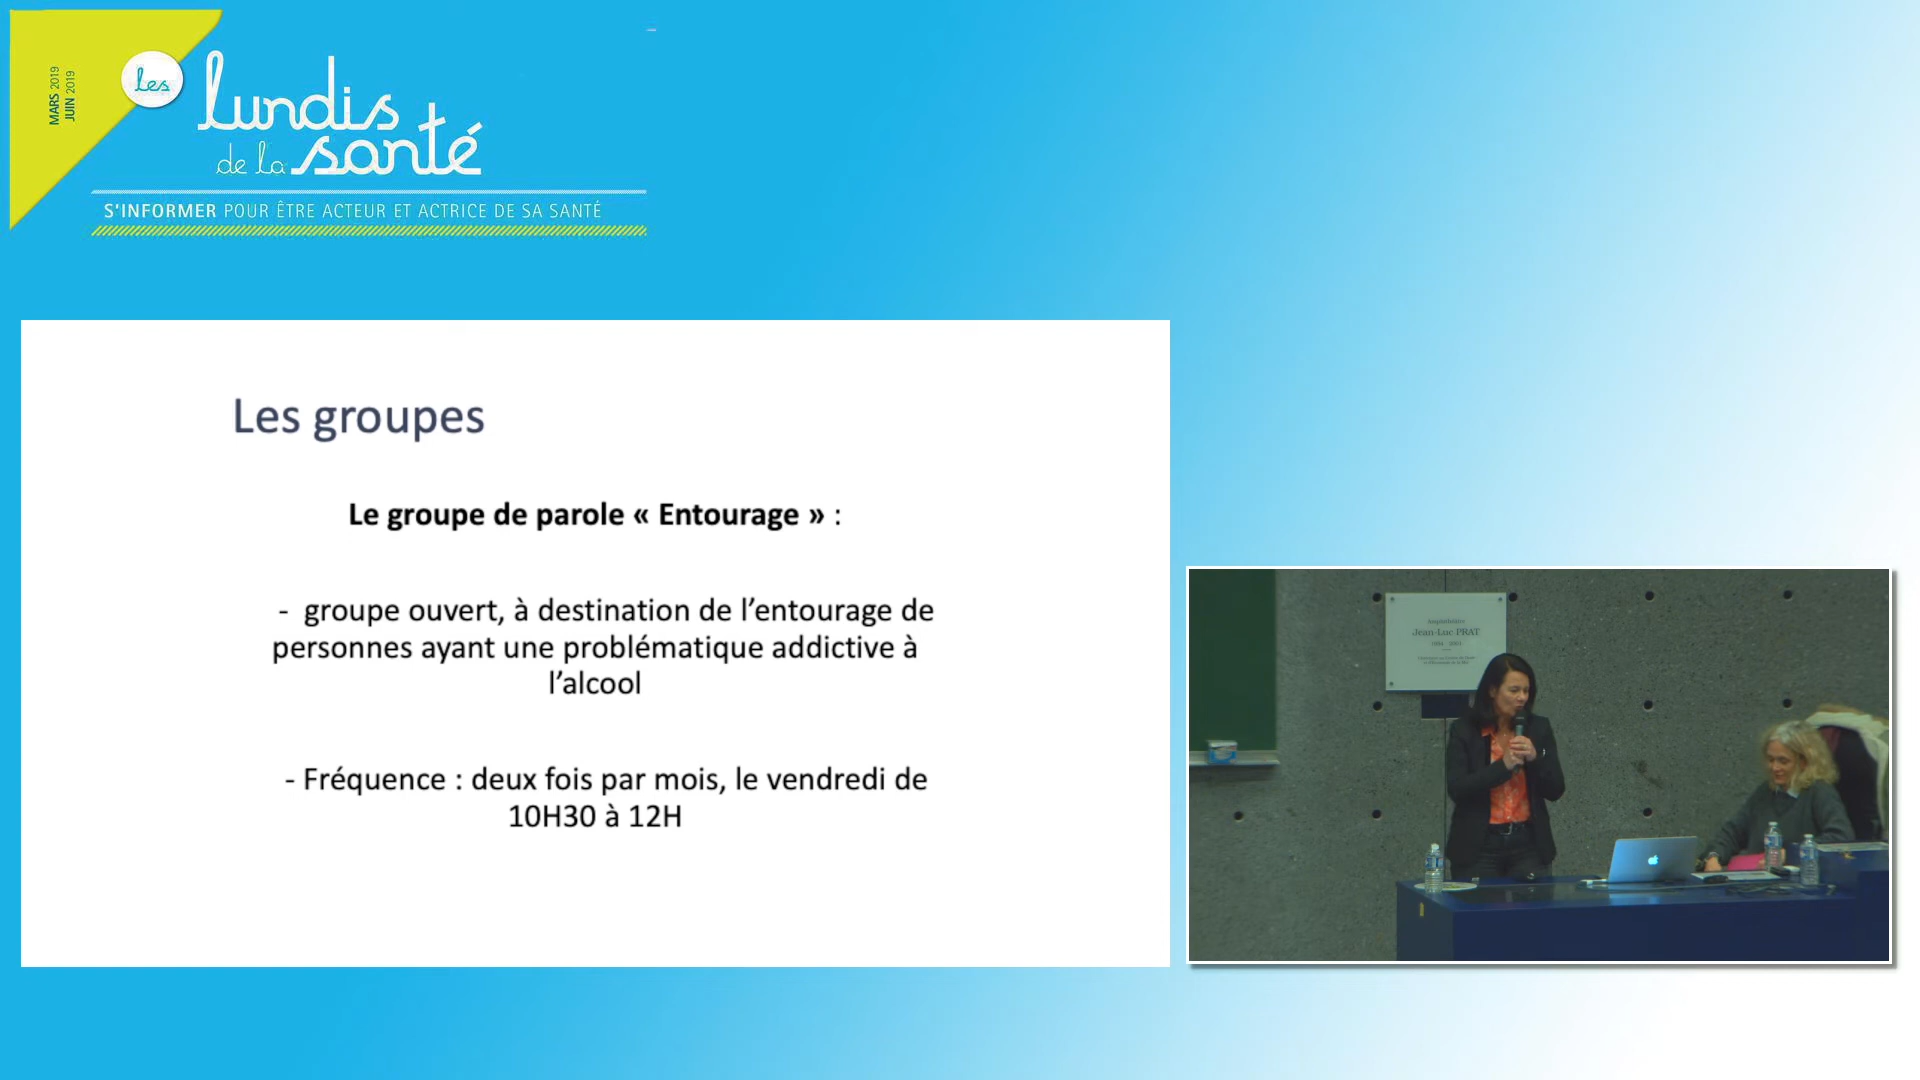 MARS 2019
JUIN 2019
les
lundis
de la santé
S'INFORMER POUR ÊTRE ACTEUR ET ACTRICE DE SA SANTÉ
Les groupes
Le groupe de parole « Entourage » :
- groupe ouvert, à destination de l’entourage de
personnes ayant une problématique addictive à
l’alcool
- Fréquence : deux fois par mois, le vendredi de
10H30 à 12H
Amphithéâtre
Jean-Luc PRAT